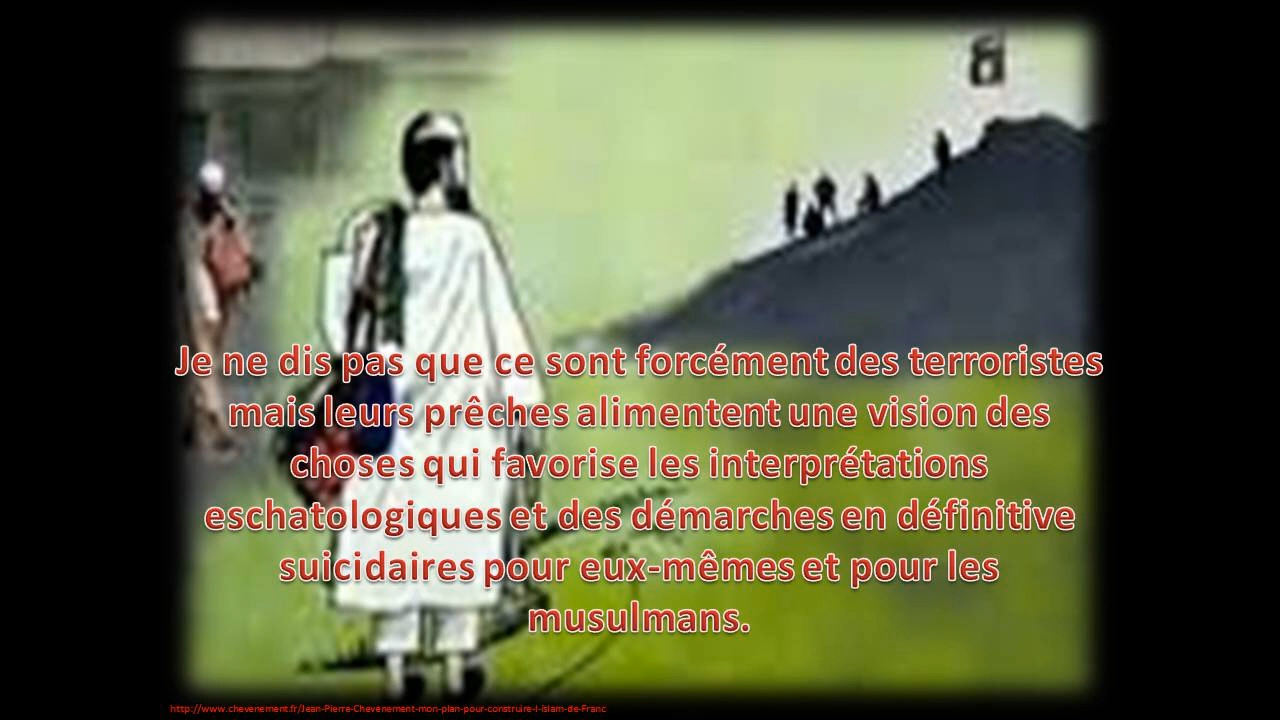 Je ne dis pas que ce sont forcément des terroristes
mais leurs prêches alimentent une vision des
choses qui favorise les interprétations
eschatologiques et des démarches en définitive
suicidaires pour eux-mêmes et pour les
musulmans.
http://www.chevenement.fr/Jean-Pierre-Chevenement-mon-plan-pour-construire-l-islam-de-Franc